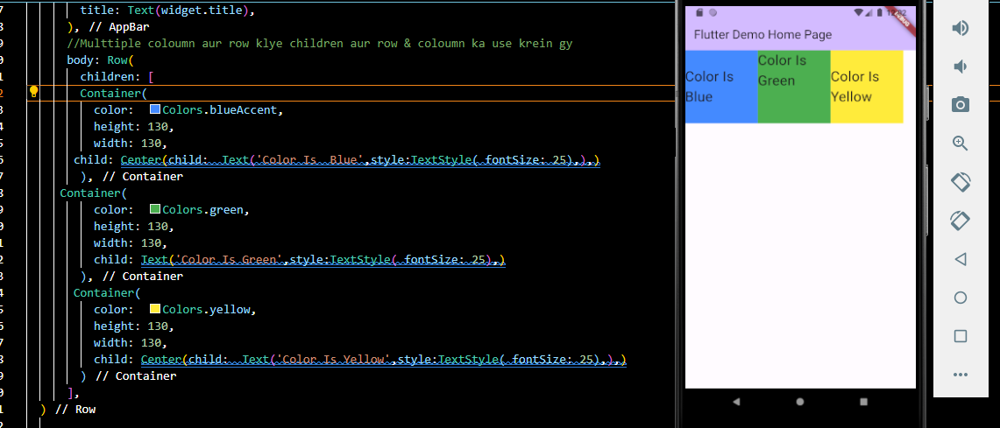 title: Text(widget.title),
), // AppBar
//Multtiple coloumn aur row klye children aur row & coloumn ka use krein gy
body: Row(
children: [
Container(
color: Colors.blueAccent,
height: 130,
width: 130,
child: Center(child: Text('Color Is Blue',style:TextStyle( fontSize: 25),),)
), // Container
Container(
color: Colors.green,
height: 130,
width: 130,
child: Text('Color Is Green',style:TextStyle( fontSize: 25),)
), // Container
Container(
color: Colors.yellow,
height: 130,
width: 130,
child: Center(child: Text('Color Is Yellow',style:TextStyle( fontSize: 25),),)
) // Container
],
) // Row
Flutter Demo Home Page
Color Is
Blue
Color Is
Green
Color Is
Yellow